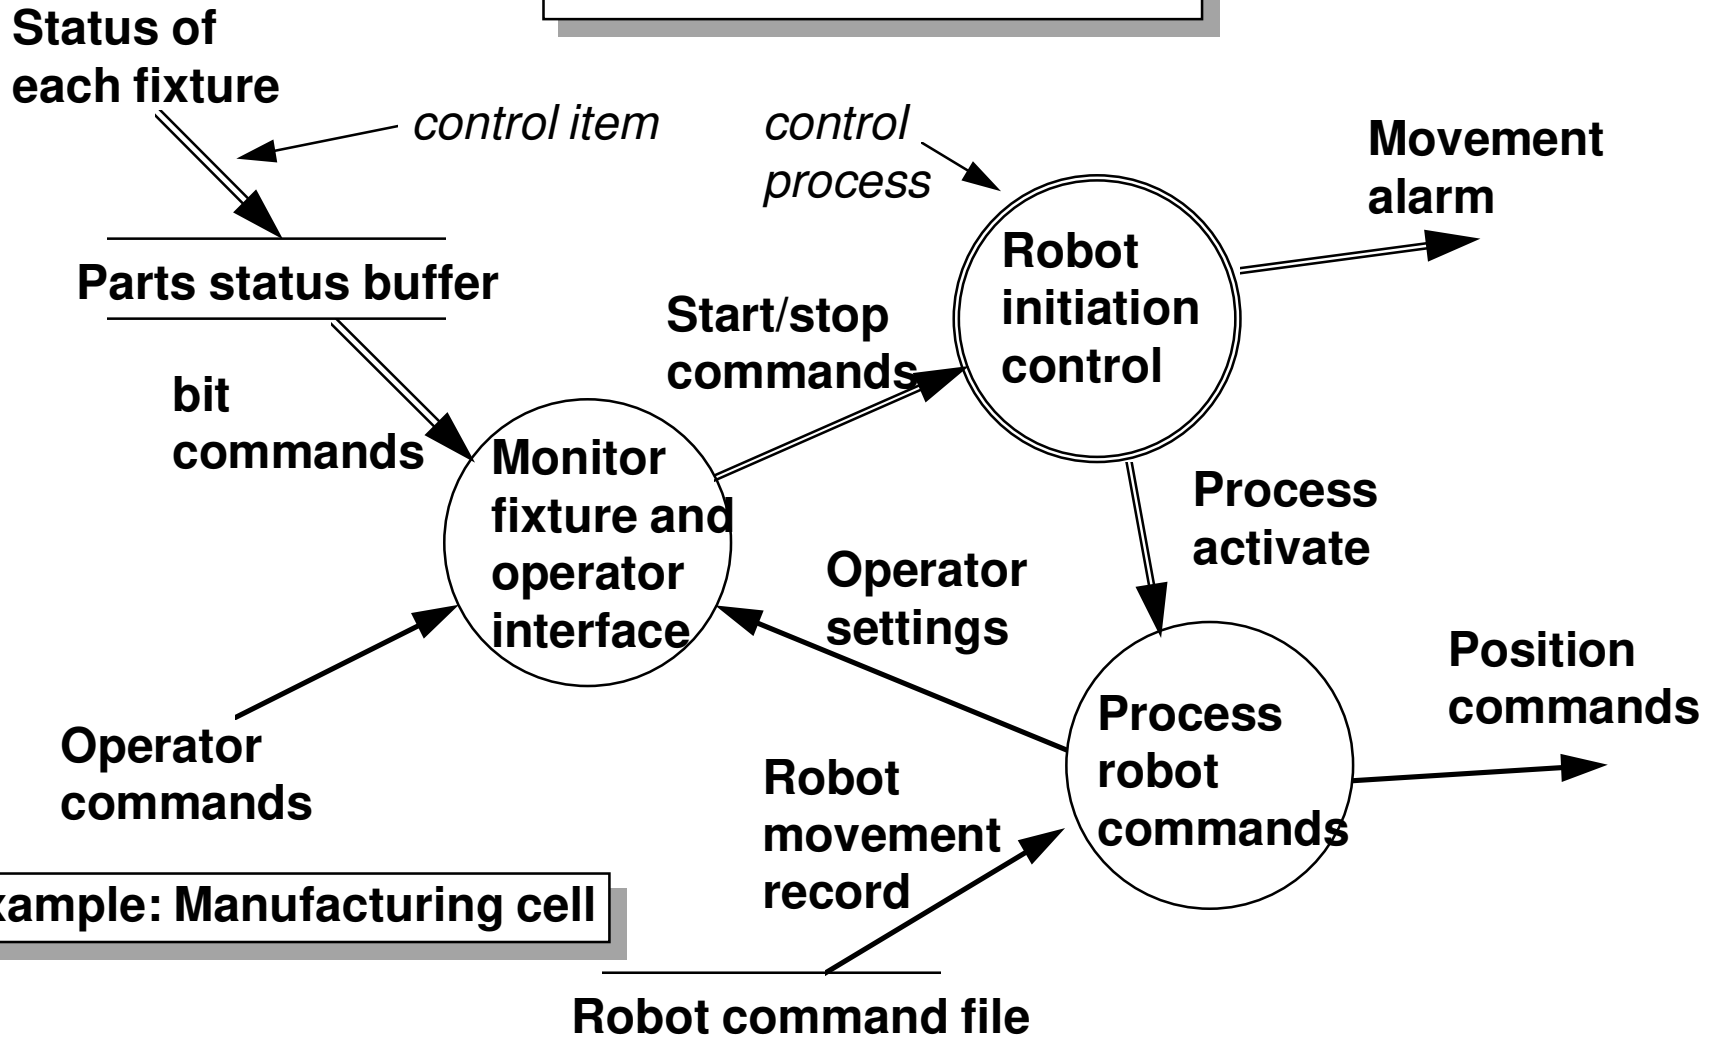 Status of
each fixture
control item
control
process
Movement
alarm
Parts status buffer
Robot
initiation
control
Start/stop
commands
bit
commands
Monitor
fixture and
operator
interface
Process
activate
Operator
settings
Position
commands
Process
robot
commands
Operator
commands
Robot
movement
record
xample: Manufacturing cell
Robot command file